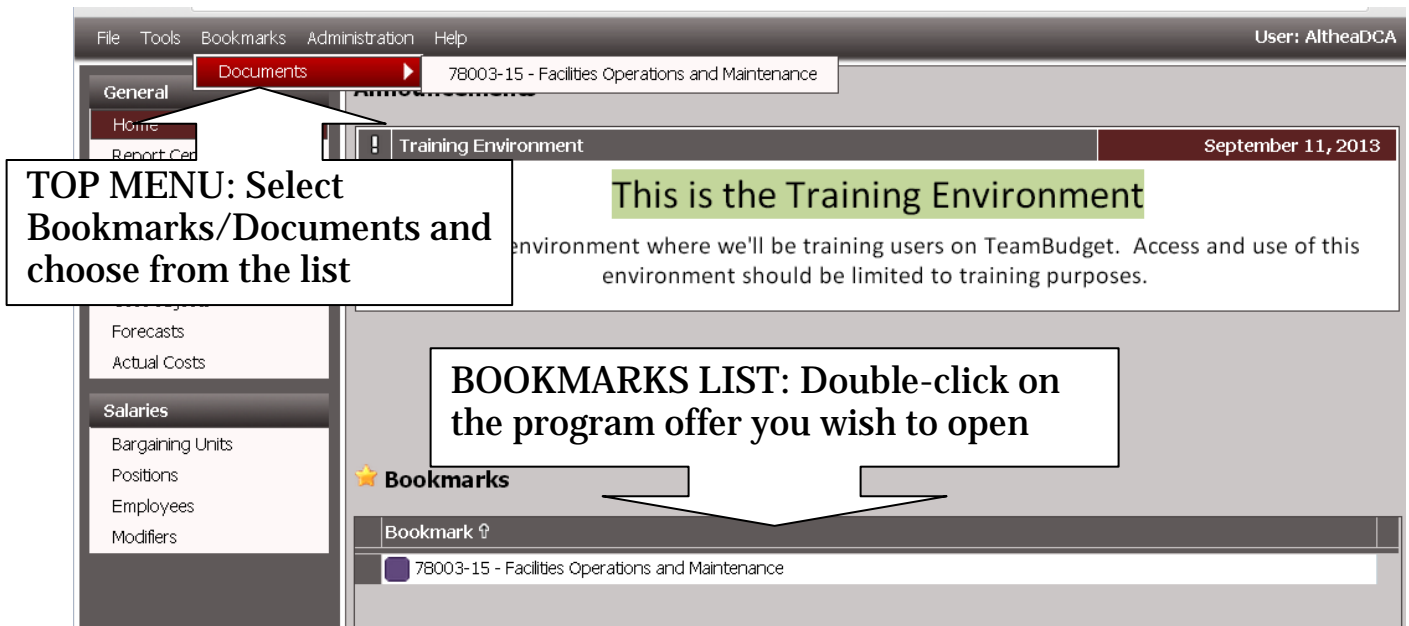 File Tools Bookmarks Administration Help User: AltheaDCA
Documents 78003-15 - Facilities Operations and Maintenance
General
Announcements
Home
Report
Training Environment September 11, 2013
TOP MENU: Select
Bookmarks/Documents and
choose from the list
This is the Training Environment
environment where we'll be training users on TeamBudget. Access and use of this
environment should be limited to training purposes.
Forecasts
Actual Costs
BOOKMARKS LIST: Double-click on
the program offer you wish to open
Salaries
Bargaining Units
Positions
Employees
Modifiers
Bookmarks
Bookmark
78003-15 - Facilities Operations and Maintenance